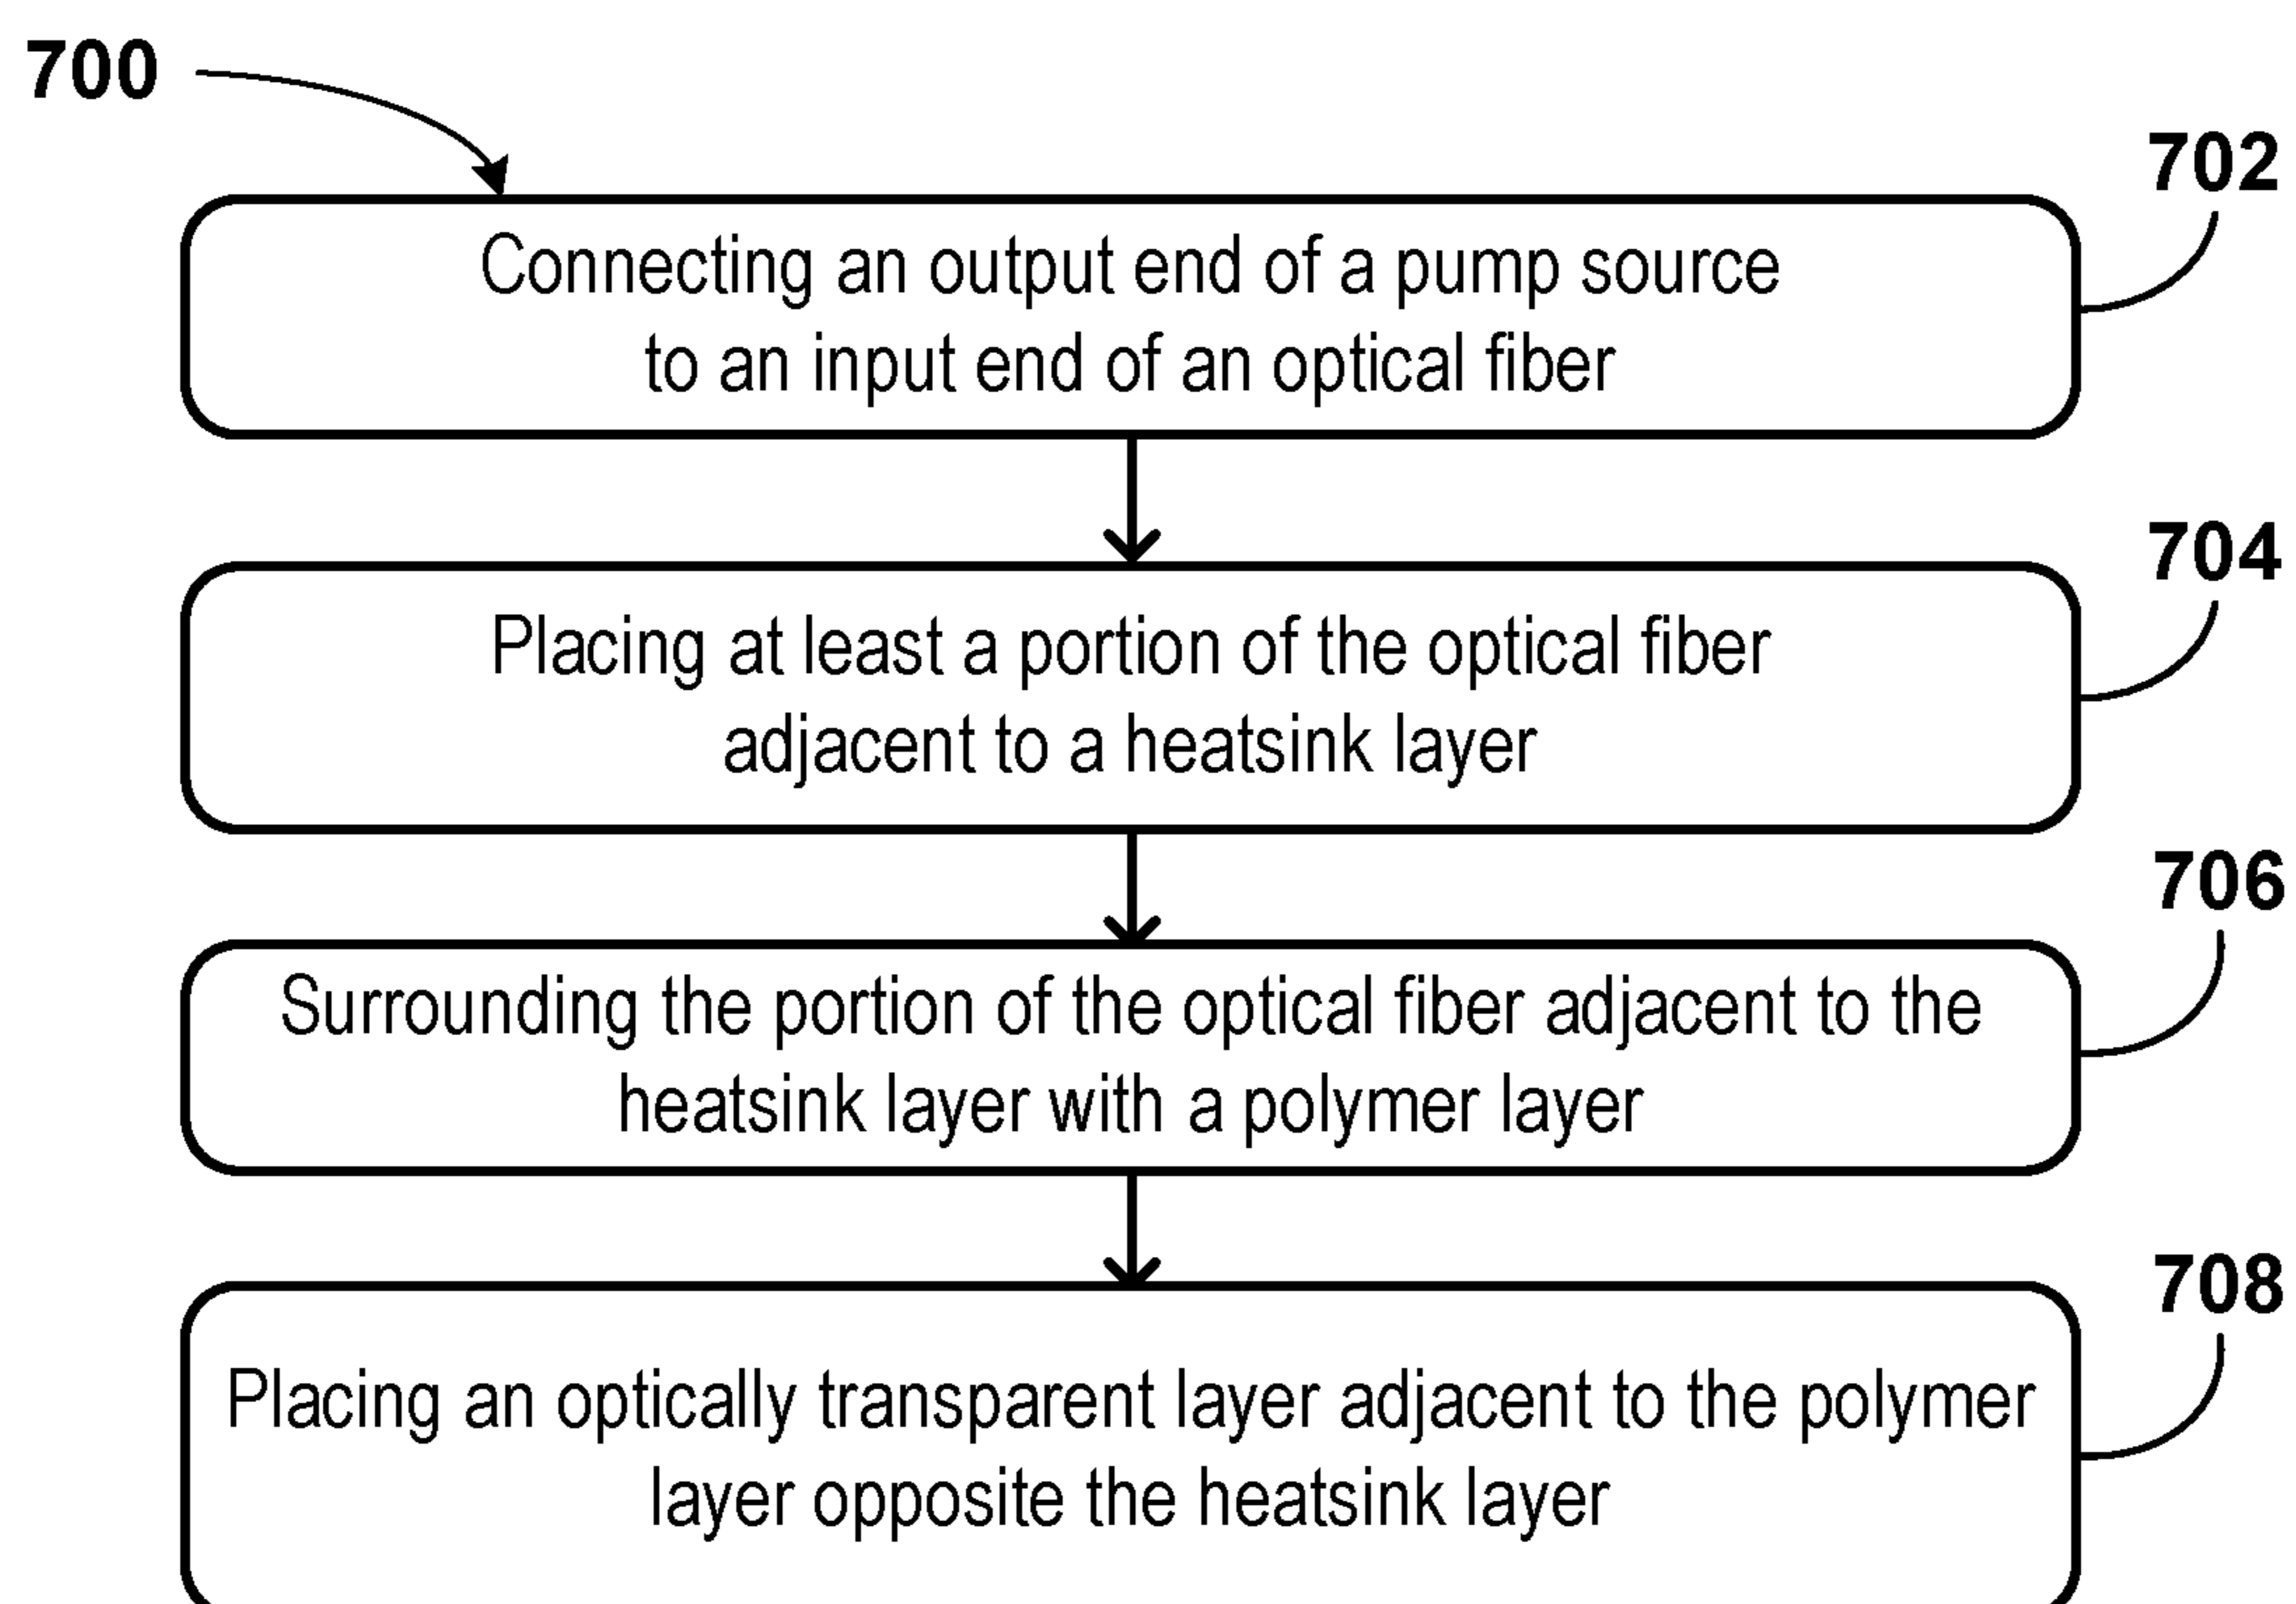 700
702
Connecting an output end of a pump source
to an input end of an optical fiber
704
Placing at least a portion of the optical fiber
adjacent to a heatsink layer
706
Surrounding the portion of the optical fiber adjacent to the
heatsink layer with a polymer layer
708
Placing an optically transparent layer adjacent to the polymer
layer opposite the heatsink layer